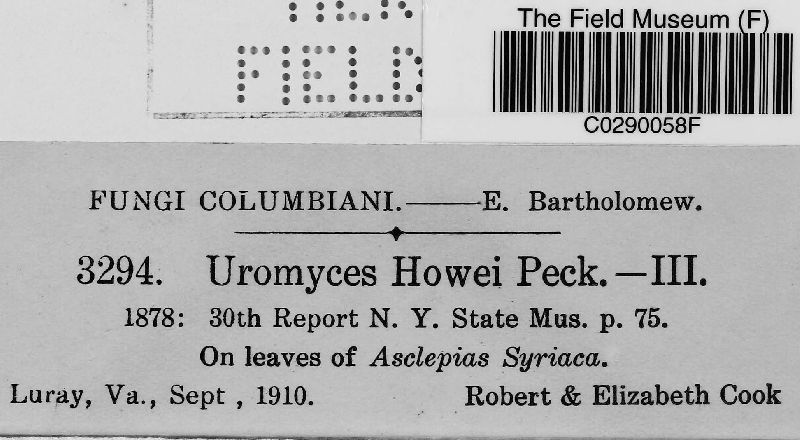 FIELD
The Field Museum (F)
C0290058F
FUNGI COLUMBIANI.——E. Bartholomew.
3294. Uromyces Howei Peck.—III.
1878: 30th Report N. Y. State Mus. p. 75.
On leaves of Asclepias Syriaca.
Luray, Va., Sept , 1910. Robert & Elizabeth Cook